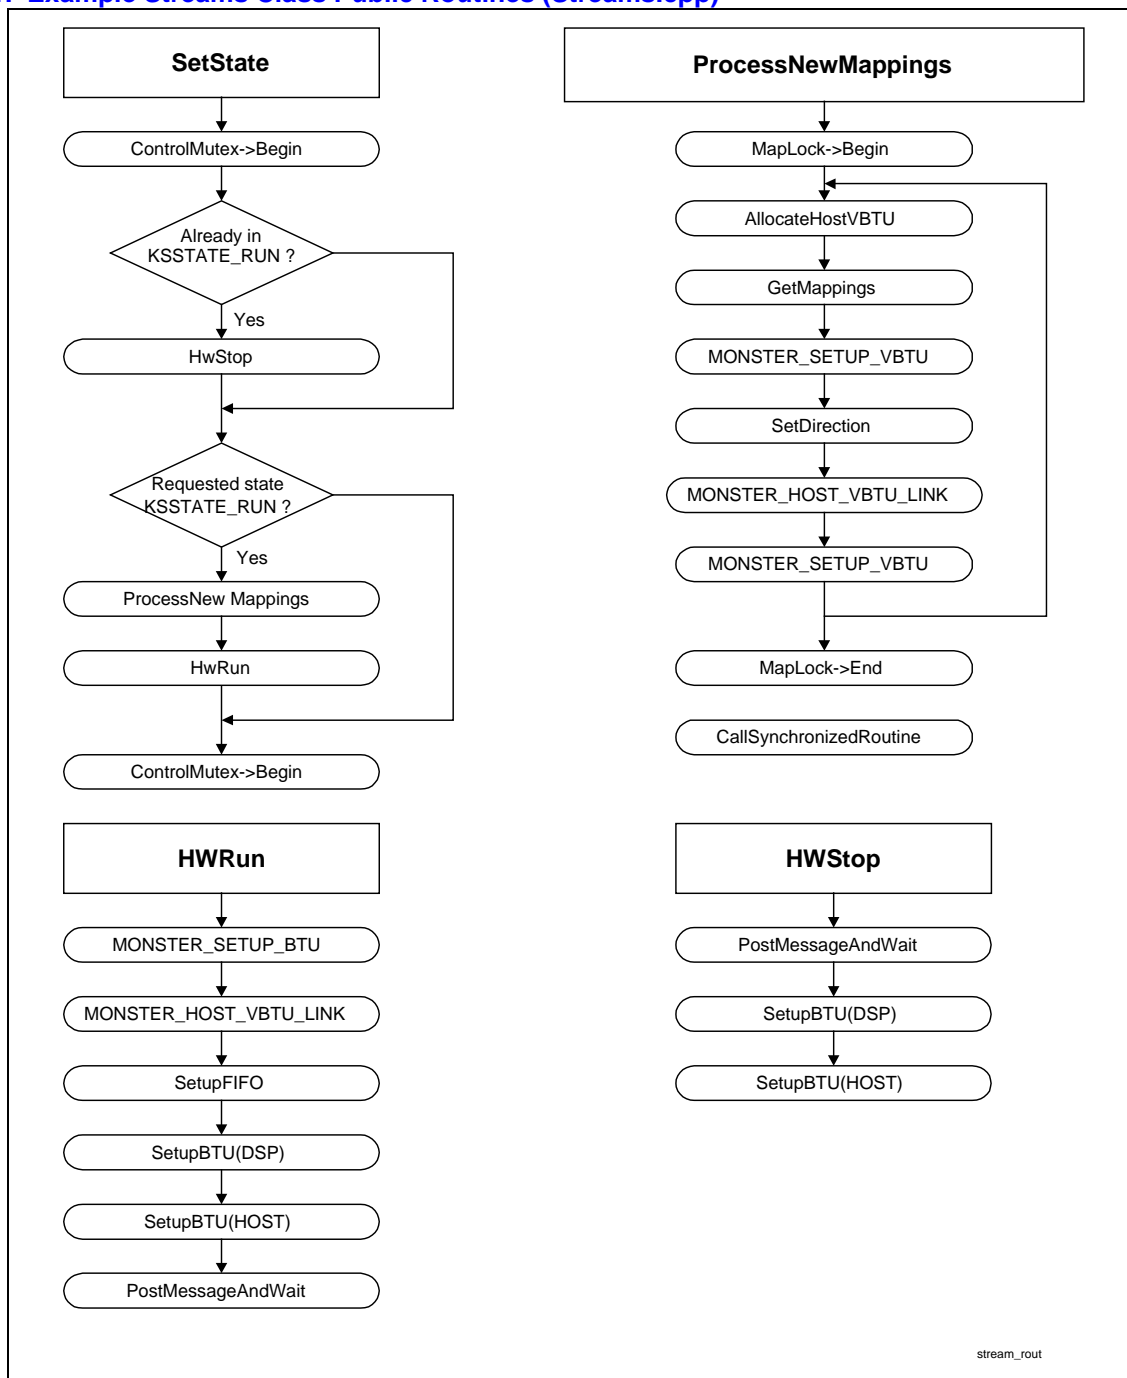 Example Streams Class Public Routines (Streams.cpp)
SetState
ControlMutex->Begin
Already in
KSSTATE_RUN ?
Yes
HwStop
Requested state
KSSTATE_RUN ?
Yes
ProcessNew Mappings
HwRun
ControlMutex->Begin
ProcessNewMappings
MapLock->Begin
AllocateHostVBTU
GetMappings
MONSTER_SETUP_VBTU
SetDirection
MONSTER_HOST_VBTU_LINK
MONSTER_SETUP_VBTU
MapLock->End
CallSynchronizedRoutine
HWRun
MONSTER_SETUP_BTU
MONSTER_HOST_VBTU_LINK
SetupFIFO
SetupBTU(DSP)
SetupBTU(HOST)
PostMessageAndWait
HWStop
PostMessageAndWait
SetupBTU(DSP)
SetupBTU(HOST)
stream_rout